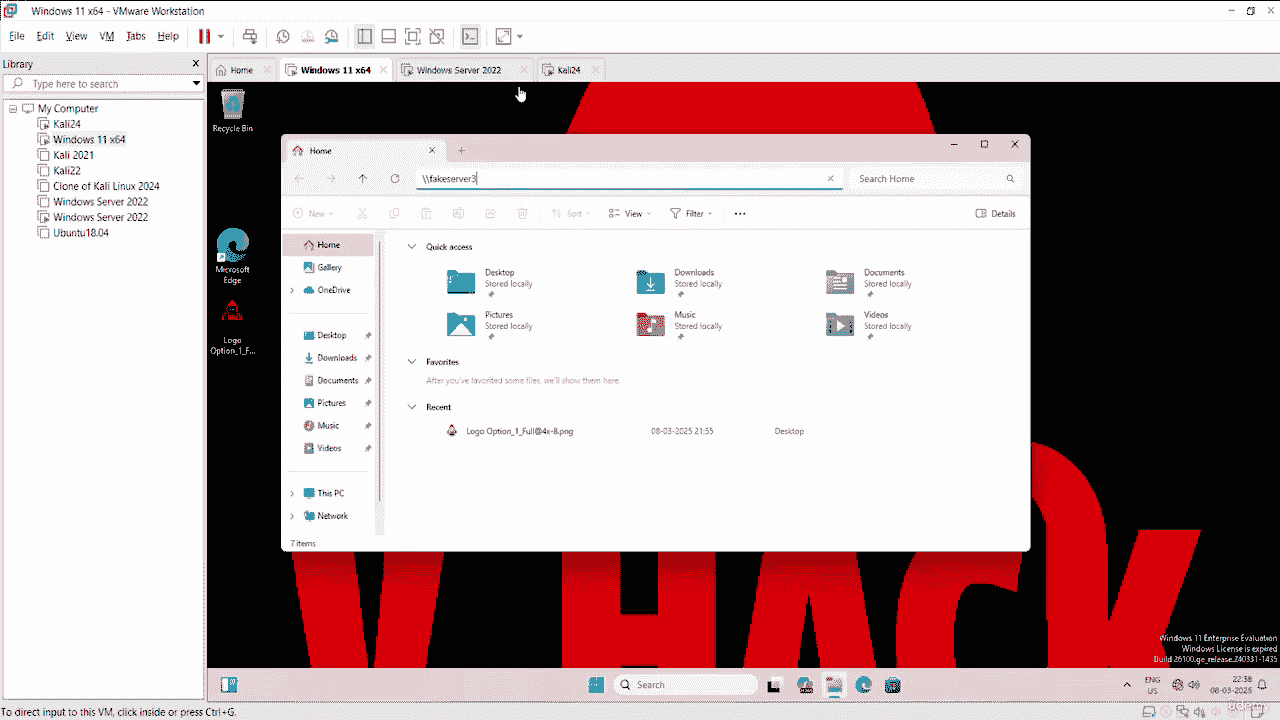 Windows 11 x64 - VMware Workstation
File Edit View VM Tabs Help
Library
Type here to search
My Computer
Kali24
Windows 11 x64
Kali 2021
Kali22
Clone of Kali Linux 2024
Windows Server 2022
Windows Server 2022
Ubuntu18.04
Home Windows 11 x64 Windows Server 2022 Kali24
Recycle Bin
Microsoft
Edge
Logo
Option_1_F...
Home
\\fakeserver3
Search Home
New Sort View Filter Details
Home
Gallery
OneDrive
Desktop
Downloads
Documents
Pictures
Music
Videos
This PC
Network
Quick access
Desktop
Stored locally
Downloads
Stored locally
Documents
Stored locally
Pictures
Stored locally
Music
Stored locally
Videos
Stored locally
Favorites
After you've favorited some files, we'll show them here.
Recent
Logo Option_1_Full@4x-8.png 08-03-2025 21:55 Desktop
7 items
V HACK
Windows 11 Enterprise Evaluation
Windows License is expired
Build 26100.ge_release.240331-1435
Search
ENG
US
22:38
08-03-2025
To direct input to this VM, click inside or press Ctrl+G.
udemy